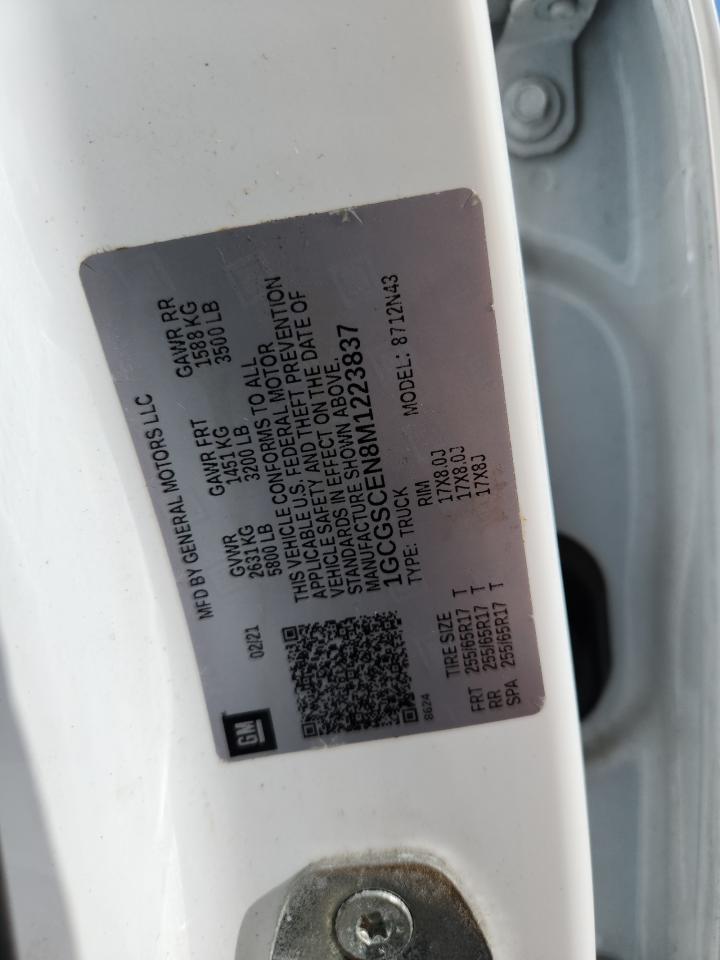 GM
MFD BY GENERAL MOTORS LLC
02/21
GVWR GAWR FRT GAWR RR
2631 KG 1451 KG 1588 KG
5800 LB 3200 LB 3500 LB
THIS VEHICLE CONFORMS TO ALL
APPLICABLE U.S. FEDERAL MOTOR
VEHICLE SAFETY AND THEFT PREVENTION
STANDARDS IN EFFECT ON THE DATE OF
MANUFACTURE SHOWN ABOVE.
1GCGSCEN8M1223837
8624 TYPE: TRUCK MODEL: 8712N43
TIRE SIZE RIM
FRT 255/65R17 T 17X8.0J
RR 255/65R17 T 17X8.0J
SPA 255/65R17 T 17X8J